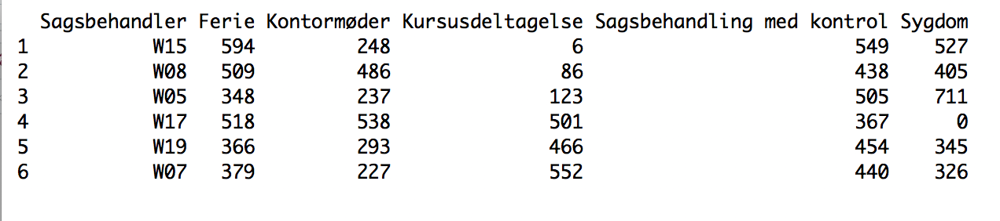 Sagsbehandler Ferie Kontormøder Kursusdeltagelse Sagsbehandling med kontrol Sygdom
1 W15 594 248 6 549 527
2 W08 509 486 86 438 405
3 W05 348 237 123 505 711
4 W17 518 538 501 367 0
5 W19 366 293 466 454 345
6 W07 379 227 552 440 326